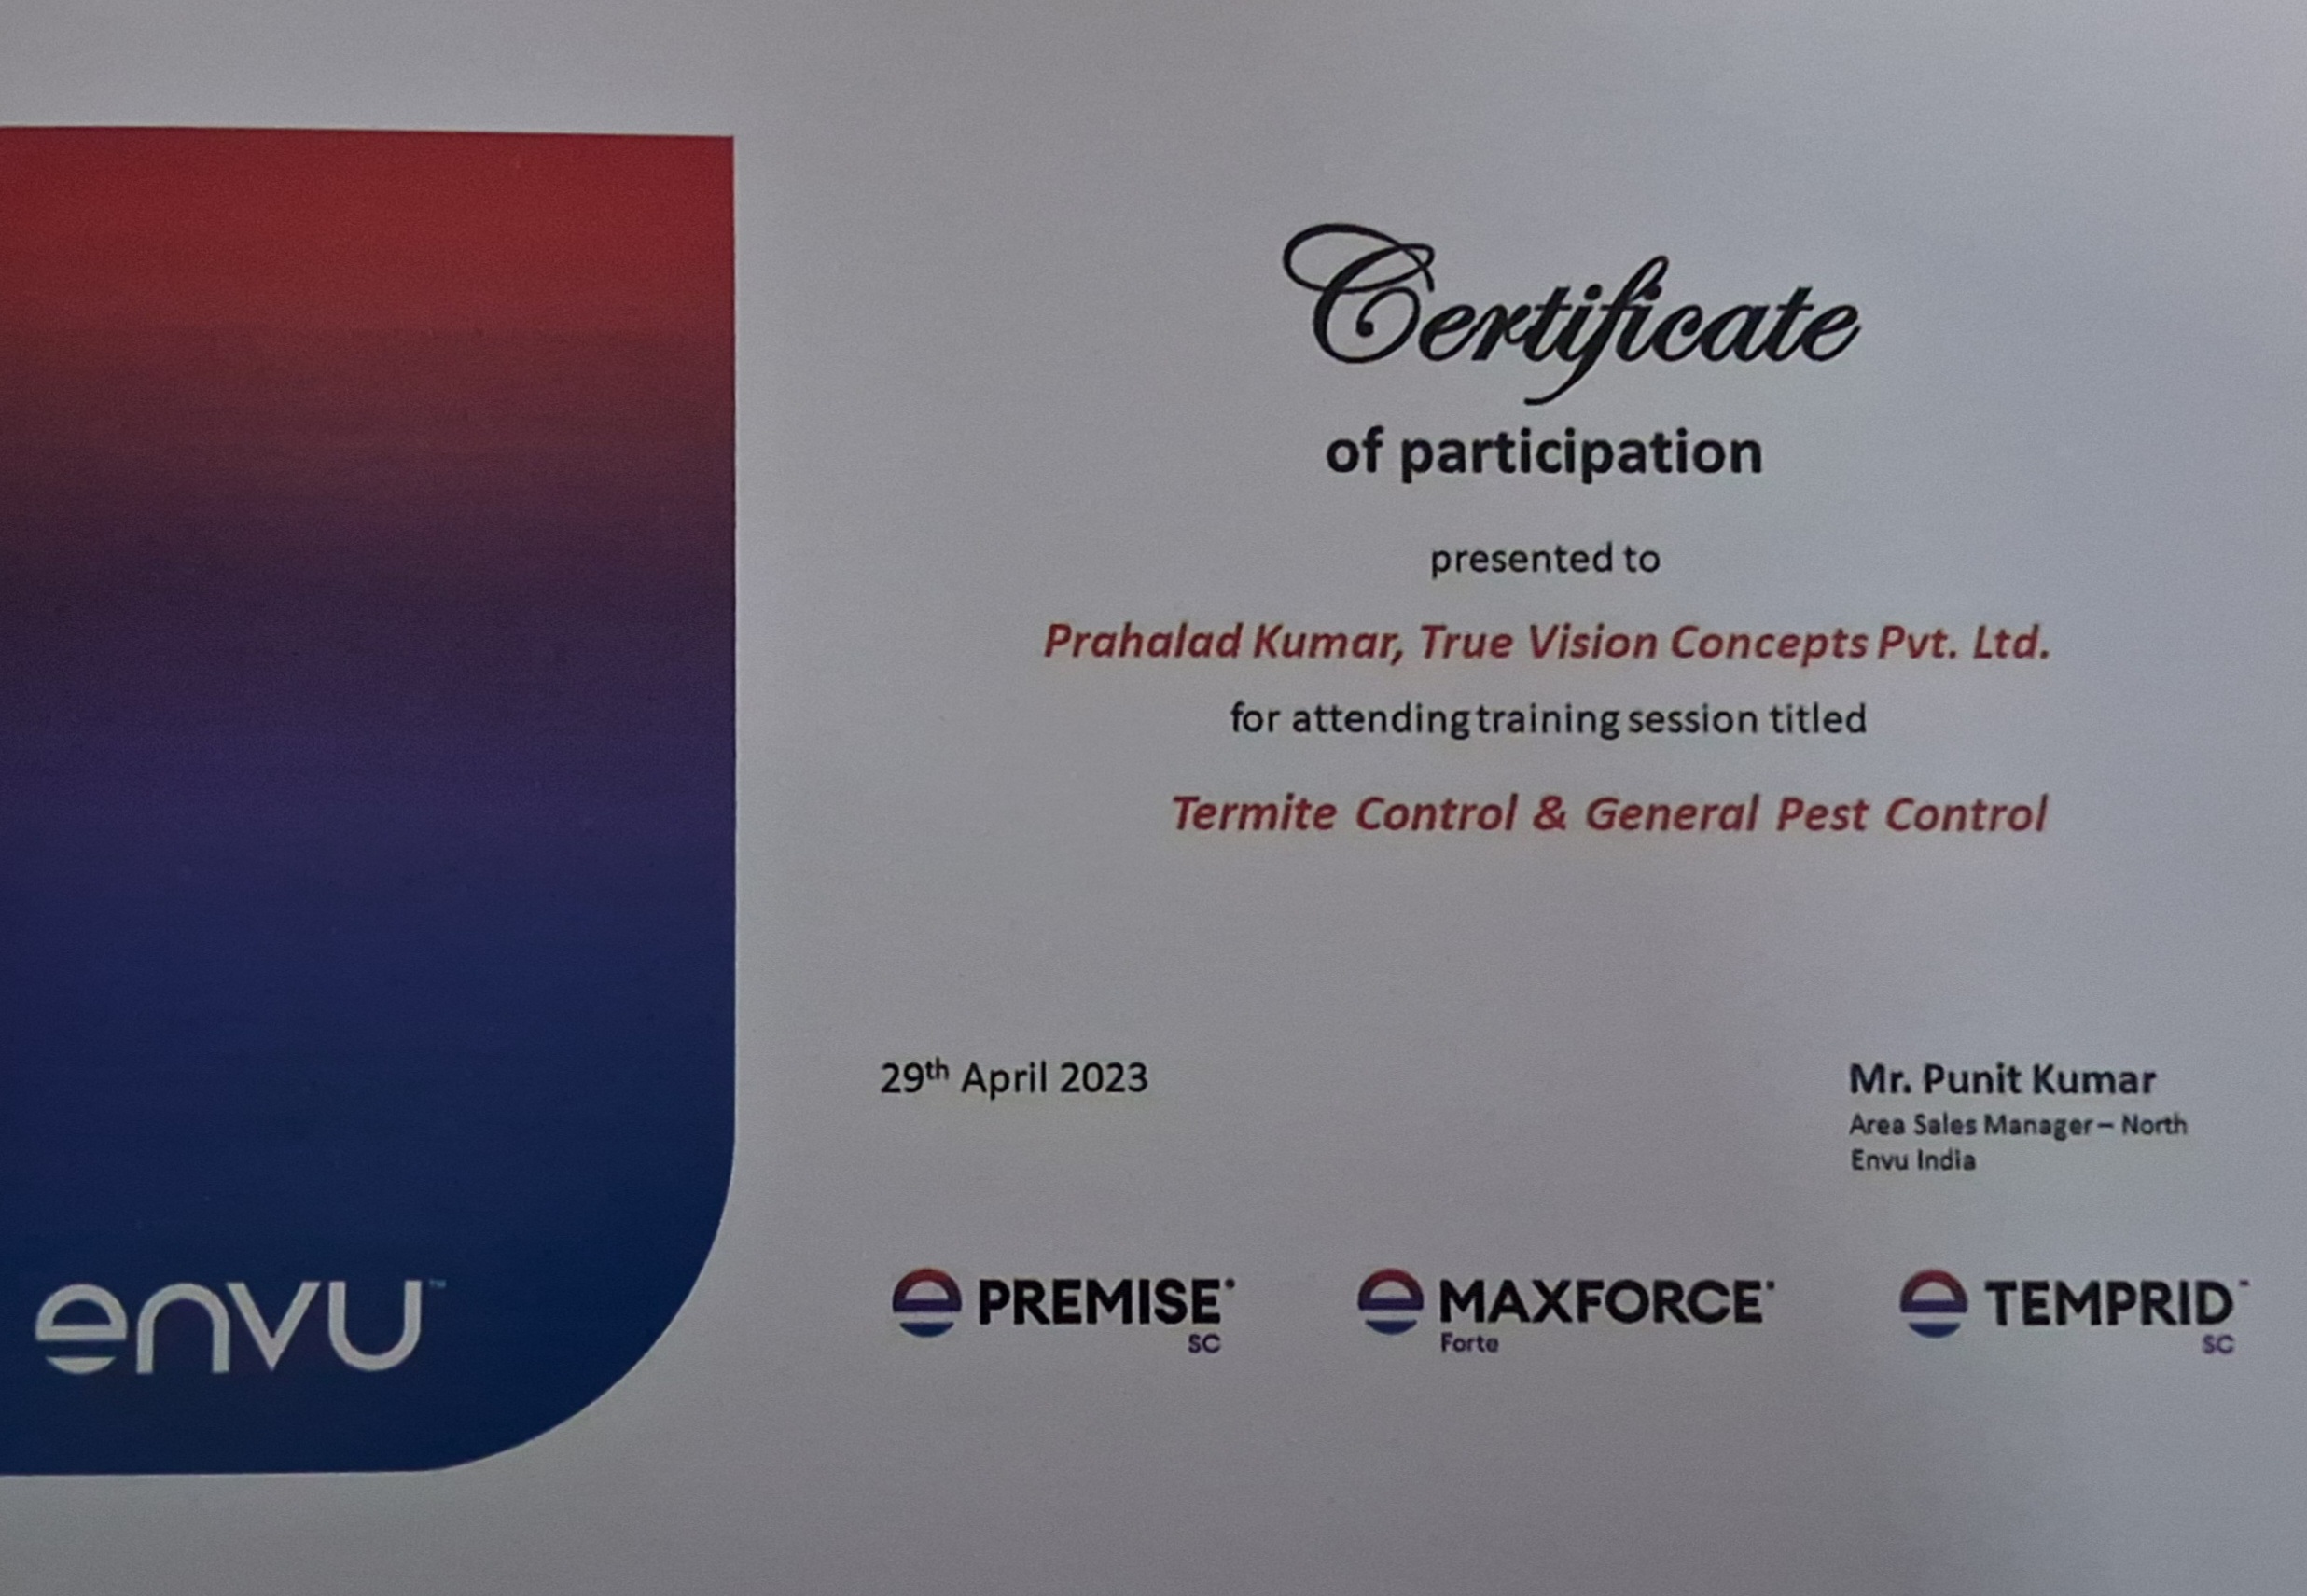 Certificate
of participation
presented to
Prahalad Kumar, True Vision Concepts Pvt. Ltd.
for attending training session titled
Termite Control & General Pest Control
29th April 2023
Mr. Punit Kumar
Area Sales Manager – North
Envu India
envu™
PREMISE®
SC
MAXFORCE®
Forte
TEMPRID™
SC